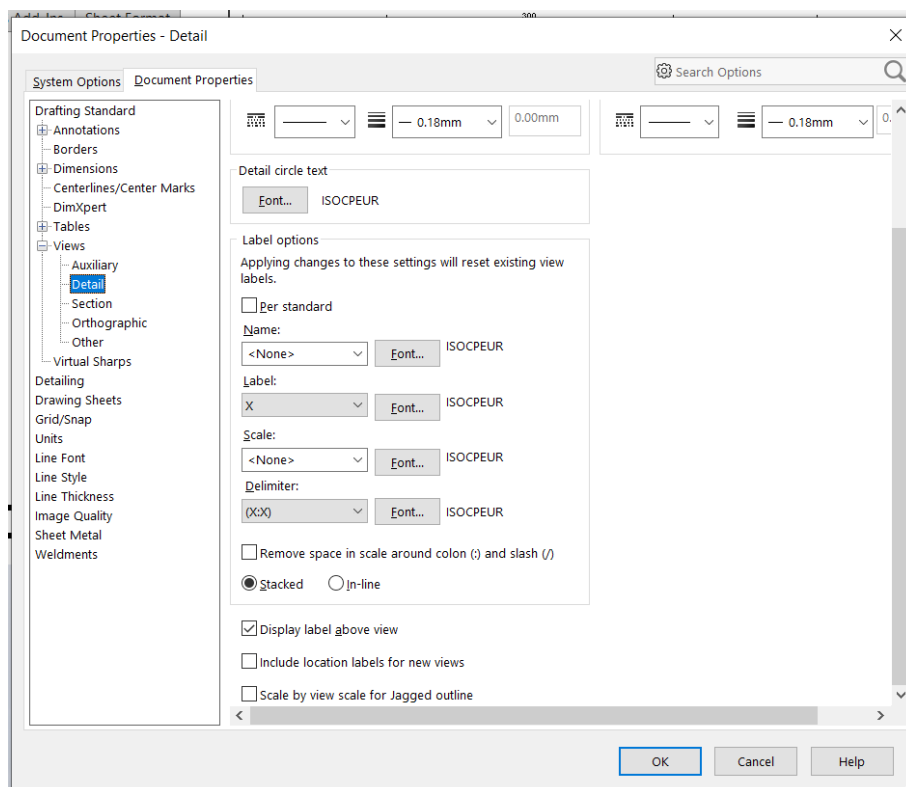 Add-Ins Sheet Format 300
Document Properties - Detail
System Options Document Properties
Search Options
Drafting Standard
Annotations
Borders
Dimensions
Centerlines/Center Marks
DimXpert
Tables
Views
Auxiliary
Detail
Section
Orthographic
Other
Virtual Sharps
Detailing
Drawing Sheets
Grid/Snap
Units
Line Font
Line Style
Line Thickness
Image Quality
Sheet Metal
Weldments
0.18mm 0.00mm 0.18mm 0.
Detail circle text
Font... ISOCPEUR
Label options
Applying changes to these settings will reset existing view
labels.
Per standard
Name:
<None> Font... ISOCPEUR
Label:
X Font... ISOCPEUR
Scale:
<None> Font... ISOCPEUR
Delimiter:
(X:X) Font... ISOCPEUR
Remove space in scale around colon (:) and slash (/)
Stacked In-line
Display label above view
Include location labels for new views
Scale by view scale for Jagged outline
OK Cancel Help